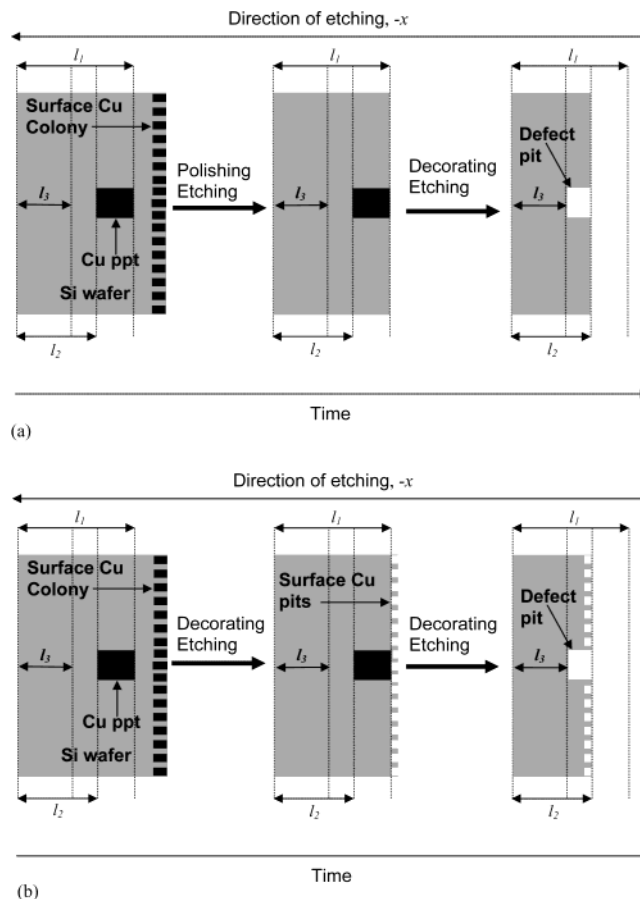 Direction of etching, -x
l1
l1
l1
Surface Cu
Colony
Defect
pit
Polishing
Etching
Decorating
Etching
l3
l3
l3
Cu ppt
Si wafer
l2
l2
l2
Time
(a)
Direction of etching, -x
l1
l1
l1
Surface Cu
Colony
Surface Cu
pits
Defect
pit
Decorating
Etching
Decorating
Etching
l3
l3
l3
Cu ppt
Si wafer
l2
l2
l2
Time
(b)